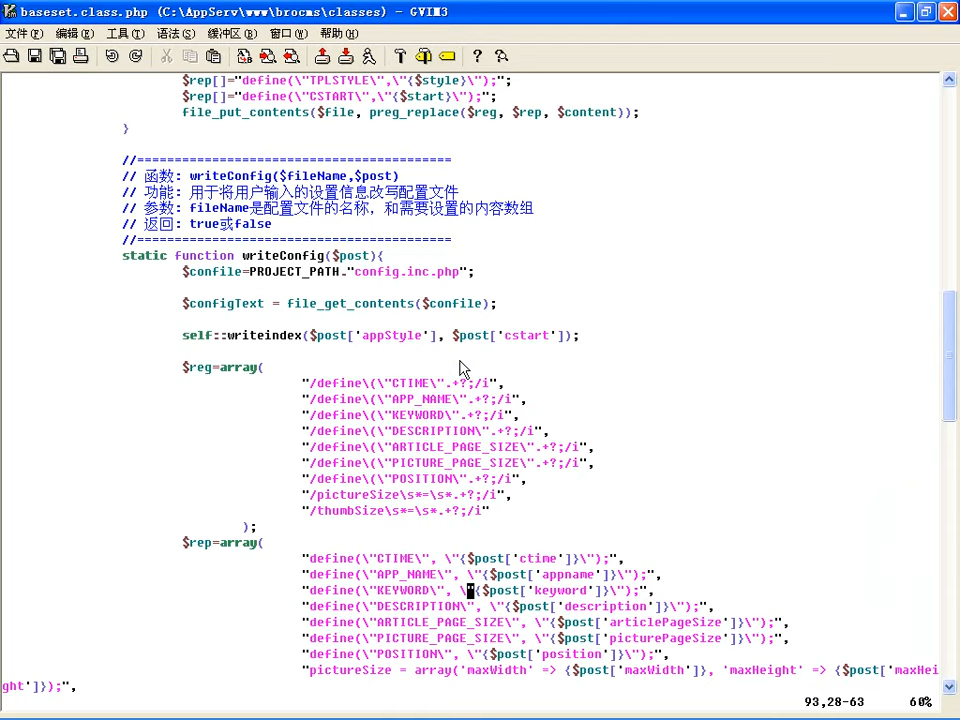 baseset.class.php (C:\AppServ\www\brocms\classes) - GVIM3
文件(F) 编辑(E) 工具(T) 语法(S) 缓冲区(B) 窗口(W) 帮助(H)
$rep[]="define(\"TPLSTYLE\",\"{$style}\");";
$rep[]="define(\"CSTART\",\"{$start}\");";
file_put_contents($file, preg_replace($reg, $rep, $content));
}
//==========================================
// 函数: writeConfig($fileName,$post)
// 功能: 用于将用户输入的设置信息改写配置文件
// 参数: fileName是配置文件的名称，和需要设置的内容数组
// 返回: true或false
//==========================================
static function writeConfig($post){
$confile=PROJECT_PATH."config.inc.php";
$configText = file_get_contents($confile);
self::writeindex($post['appStyle'], $post['cstart']);
$reg=array(
"/define\(\"CTIME\".+?;/i",
"/define\(\"APP_NAME\".+?;/i",
"/define\(\"KEYWORD\".+?;/i",
"/define\(\"DESCRIPTION\".+?;/i",
"/define\(\"ARTICLE_PAGE_SIZE\".+?;/i",
"/define\(\"PICTURE_PAGE_SIZE\".+?;/i",
"/define\(\"POSITION\".+?;/i",
"/pictureSize\s*=\s*.+?;/i",
"/thumbSize\s*=\s*.+?;/i"
);
$rep=array(
"define(\"CTIME\", \"{$post['ctime']}\");",
"define(\"APP_NAME\", \"{$post['appname']}\");",
"define(\"KEYWORD\", \"{$post['keyword']}\");",
"define(\"DESCRIPTION\", \"{$post['description']}\");",
"define(\"ARTICLE_PAGE_SIZE\", \"{$post['articlePageSize']}\");",
"define(\"PICTURE_PAGE_SIZE\", \"{$post['picturePageSize']}\");",
"define(\"POSITION\", \"{$post['position']}\");",
"pictureSize = array('maxWidth' => {$post['maxWidth']}, 'maxHeight' => {$post['maxHei
ght']});",
93,28-63 60%